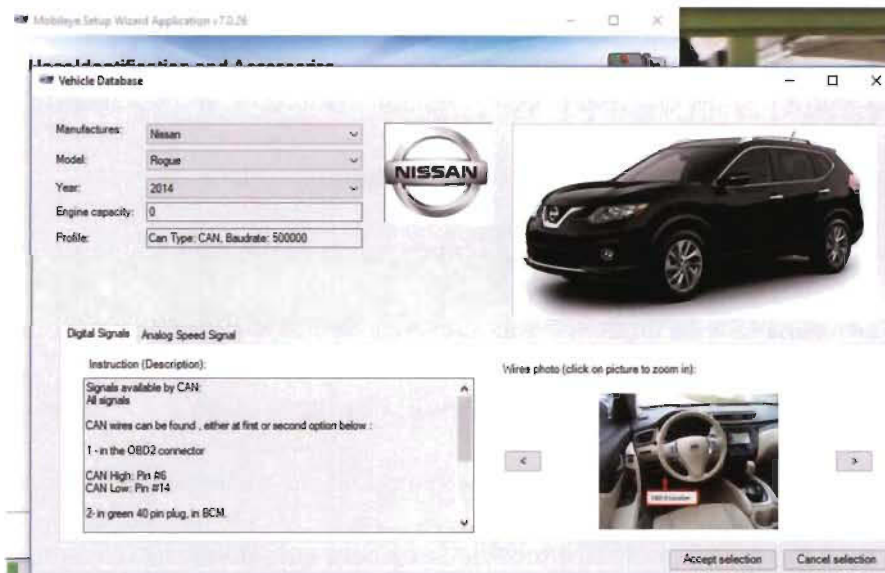 Mobileye Setup Wizard Application v7.0.26
Vehicle Database
Manufactures:
Nissan
Model:
Rogue
Year:
2014
Engine capacity:
0
Profile:
Can Type: CAN, Baudrate: 500000
NISSAN
Digital Signals
Analog Speed Signal
Instruction (Description):
Signals available by CAN:
All signals
CAN wires can be found , either at first or second option below :
1 - in the OBD2 connector
CAN High: Pin #6
CAN Low: Pin #14
2- in green 40 pin plug, in BCM.
Wires photo (click on picture to zoom in):
<
>
Accept selection
Cancel selection